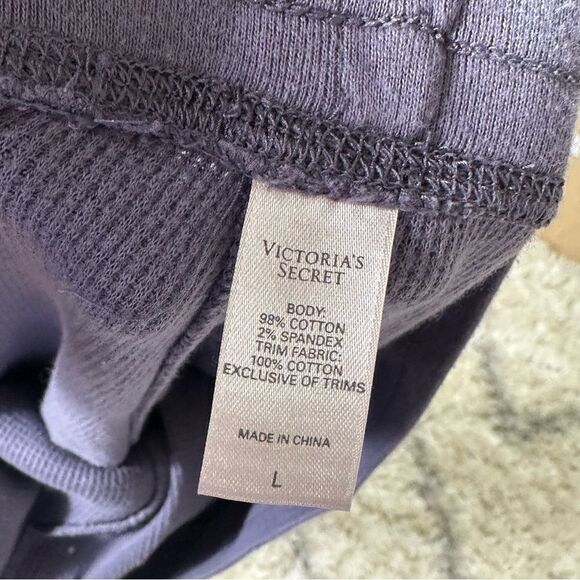 VICTORIA'S
SECRET
BODY:
98% COTTON
2% SPANDEX
TRIM FABRIC:
100% COTTON
EXCLUSIVE OF TRIMS
MADE IN CHINA
L